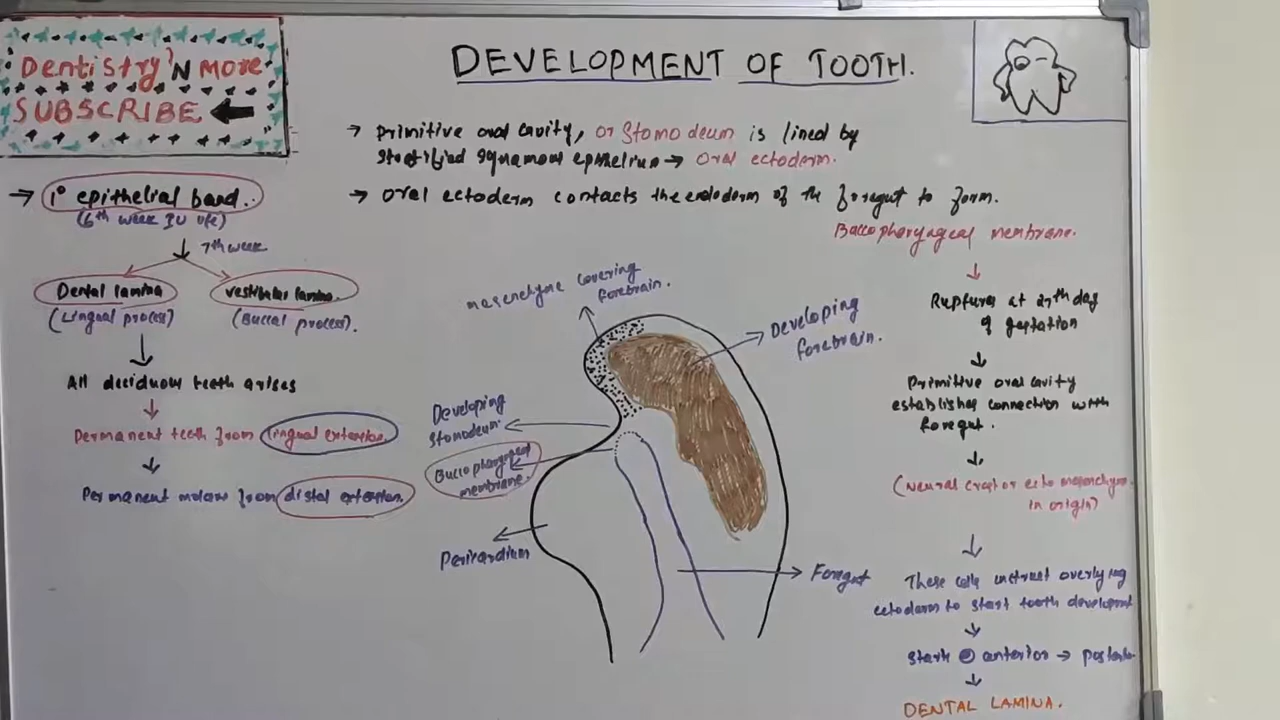 Dentistry'N more
SUBSCRIBE
DEVELOPMENT OF TOOTH.
→ primitive oral cavity, or Stomodeum is lined by
stratified squamous epithelium → oral ectoderm.
→ oral ectoderm contacts the endoderm of the foregut to form.
Buccopharyngeal membrane.
→ 1° epithelial band..
(6th week IU life)
7th week
Dental lamina
vestibular lamina.
(Lingual process)
(Buccal process).
All deciduous teeth arises
Permanent teeth from lingual extension.
Permanent molars from distal extension.
mesenchyme covering
forebrain.
Developing
forebrain.
Developing
stomodeum.
Buccopharyngeal
membrane.
Pericardium
Foregut
Ruptures at 27th day
of gestation
Primitive oral cavity
establishes connection with
foregut.
(Neural crest or ecto mesenchyme
in origin)
These cells instruct overlying
ectoderm to start tooth development
starts anterior → posterior
DENTAL LAMINA.